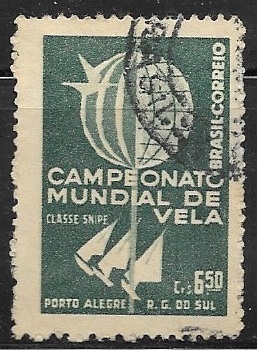 BRASIL-CORREIO
CAMPEONATO
MUNDIAL DE
VELA
CLASSE SNIPE
Cr$ 6,50
PORTO ALEGRE R. G. DO SUL